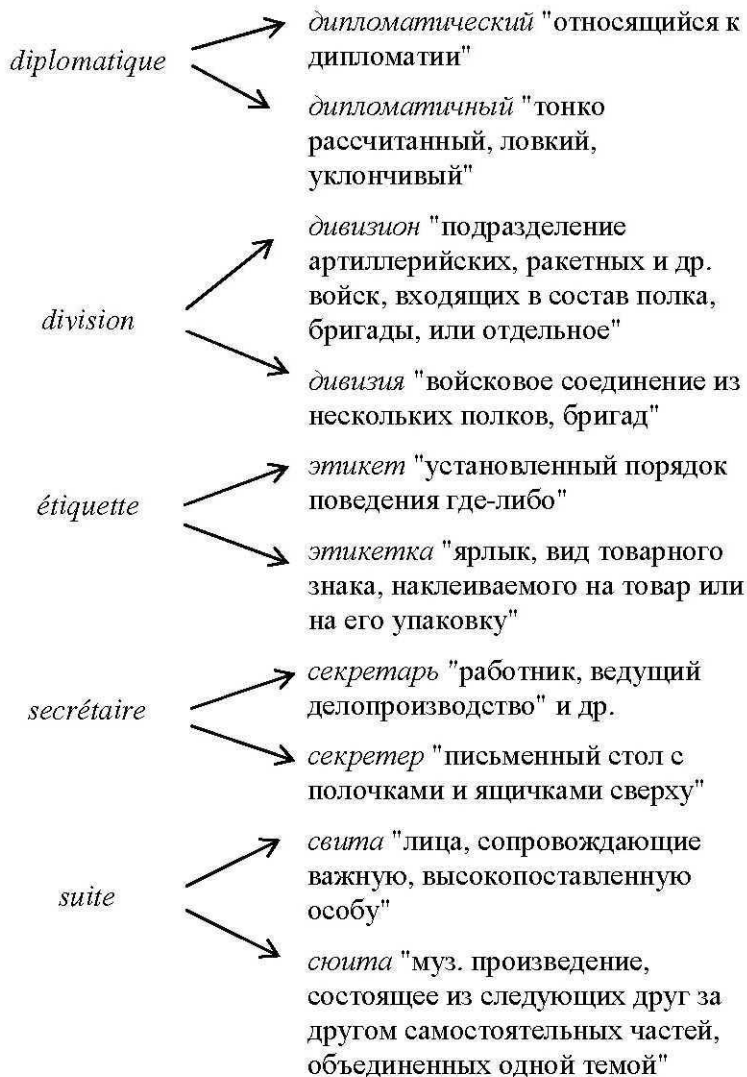 diplomatique
дипломатический "относящийся к
дипломатии"
дипломатичный "тонко
рассчитанный, ловкий,
уклончивый"
division
дивизион "подразделение
артиллерийских, ракетных и др.
войск, входящих в состав полка,
бригады, или отдельное"
дивизия "войсковое соединение из
нескольких полков, бригад"
étiquette
этикет "установленный порядок
поведения где-либо"
этикетка "ярлык, вид товарного
знака, наклеиваемого на товар или
на его упаковку"
secrétaire
секретарь "работник, ведущий
делопроизводство" и др.
секретер "письменный стол с
полочками и ящичками сверху"
suite
свита "лица, сопровождающие
важную, высокопоставленную
особу"
сюита "муз. произведение,
состоящее из следующих друг за
другом самостоятельных частей,
объединенных одной темой"